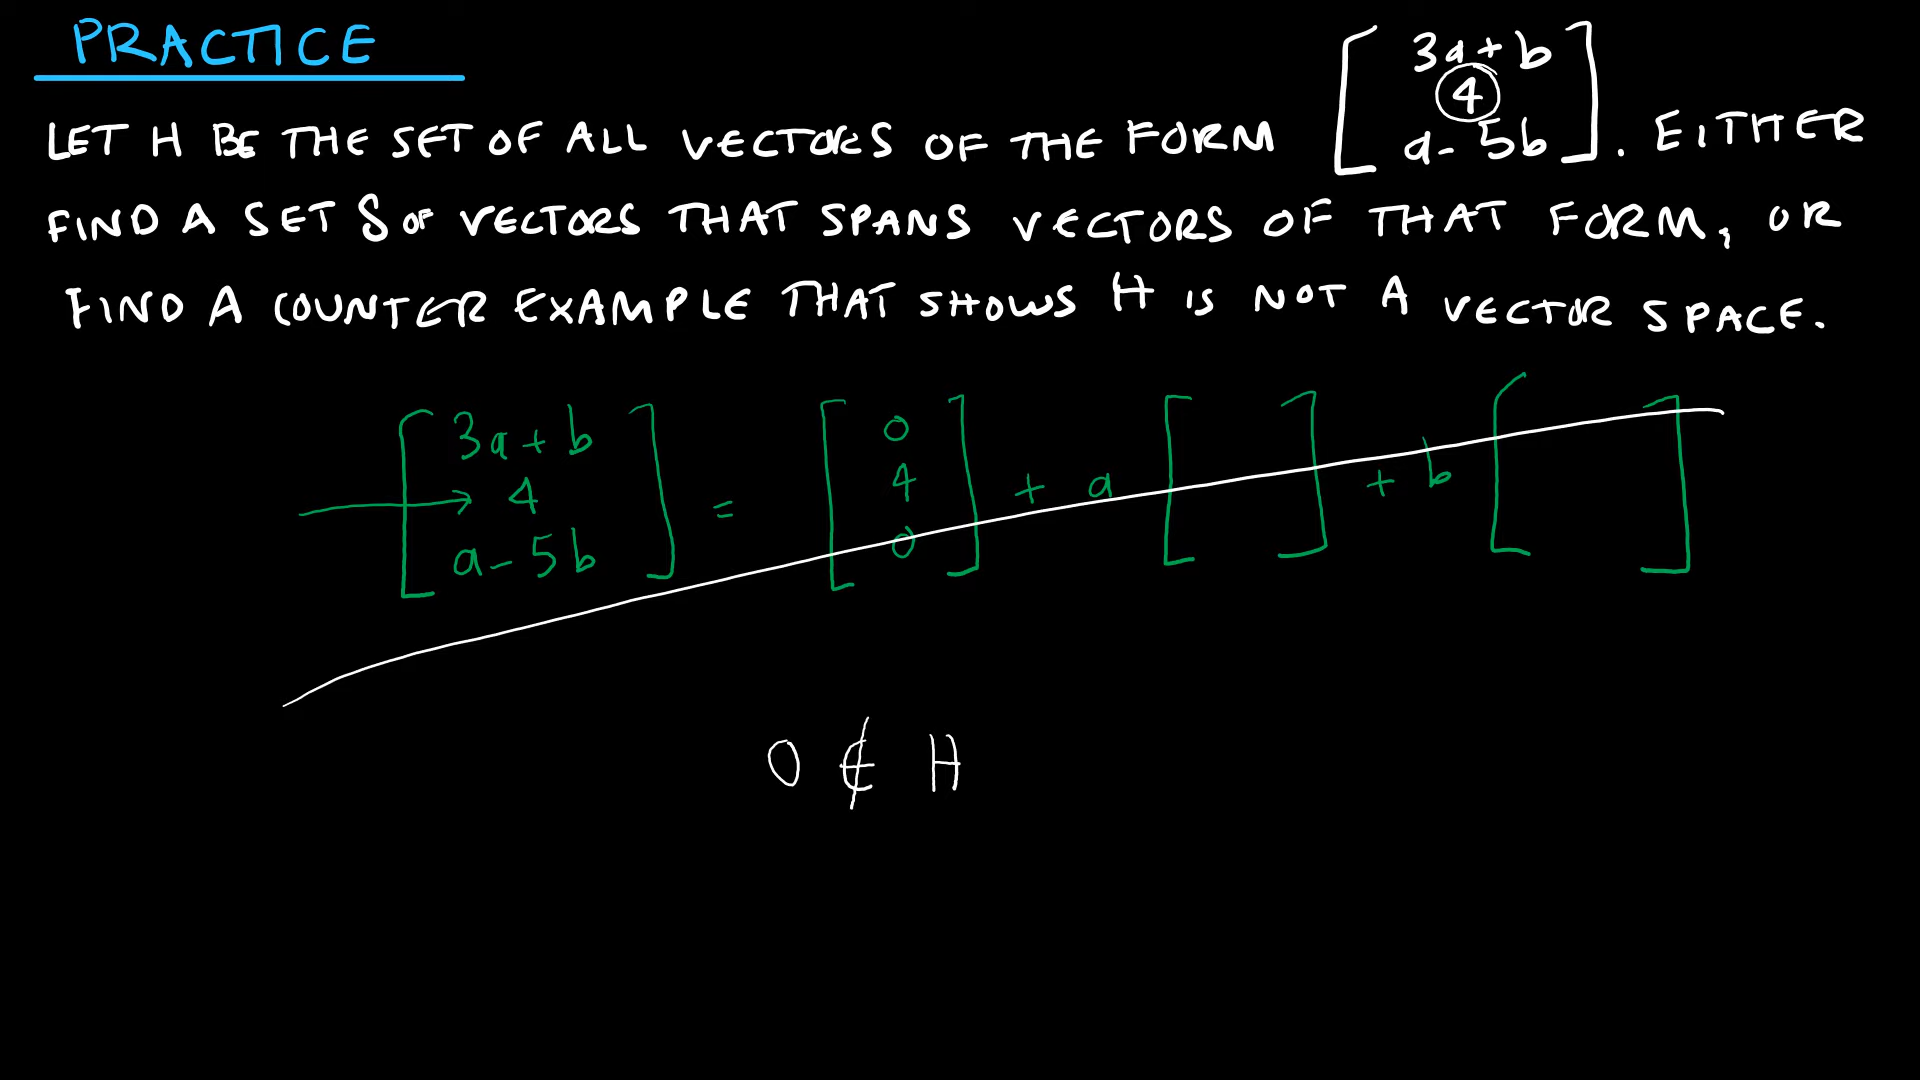 PRACTICE
LET H BE THE SET OF ALL VECTORS OF THE FORM [3a+b 4 a-5b]. EITHER
FIND A SET S OF VECTORS THAT SPANS VECTORS OF THAT FORM, OR
FIND A COUNTER EXAMPLE THAT SHOWS H IS NOT A VECTOR SPACE.
[3a+b → 4 a-5b] = [0 4 0] + a [ ] + b [ ]
0 ∉ H